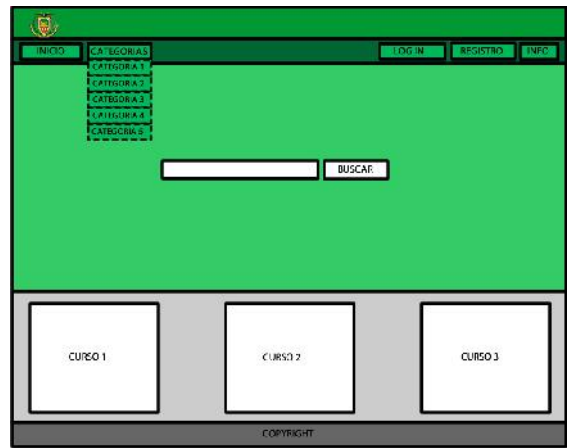 INICIO CATEGORIAS LOG IN REGISTRO INFO
CATEGORIA 1
CATEGORIA 2
CATEGORIA 3
CATEGORIA 4
CATEGORIA 5
BUSCAR
CURSO 1 CURSO 2 CURSO 3
COPYRIGHT